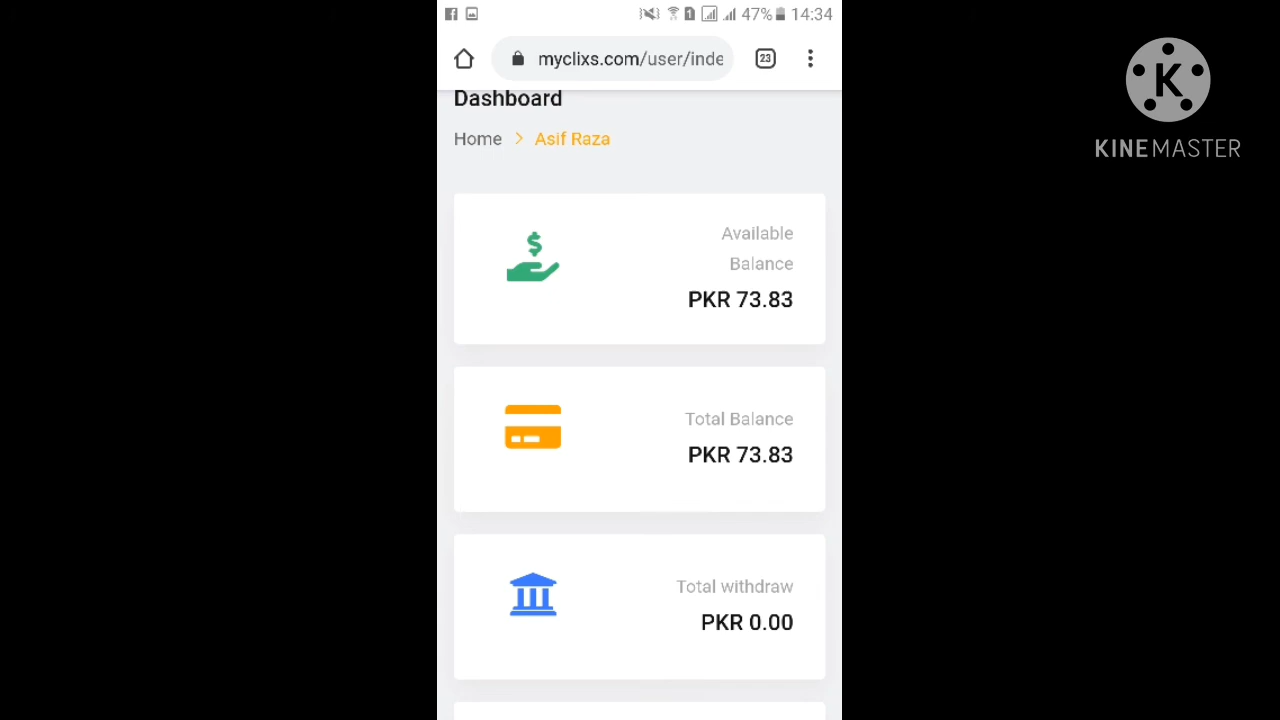 47% 14:34
myclixs.com/user/inde
23
Dashboard
Home > Asif Raza
Available
Balance
PKR 73.83
Total Balance
PKR 73.83
Total withdraw
PKR 0.00
K
KINEMASTER